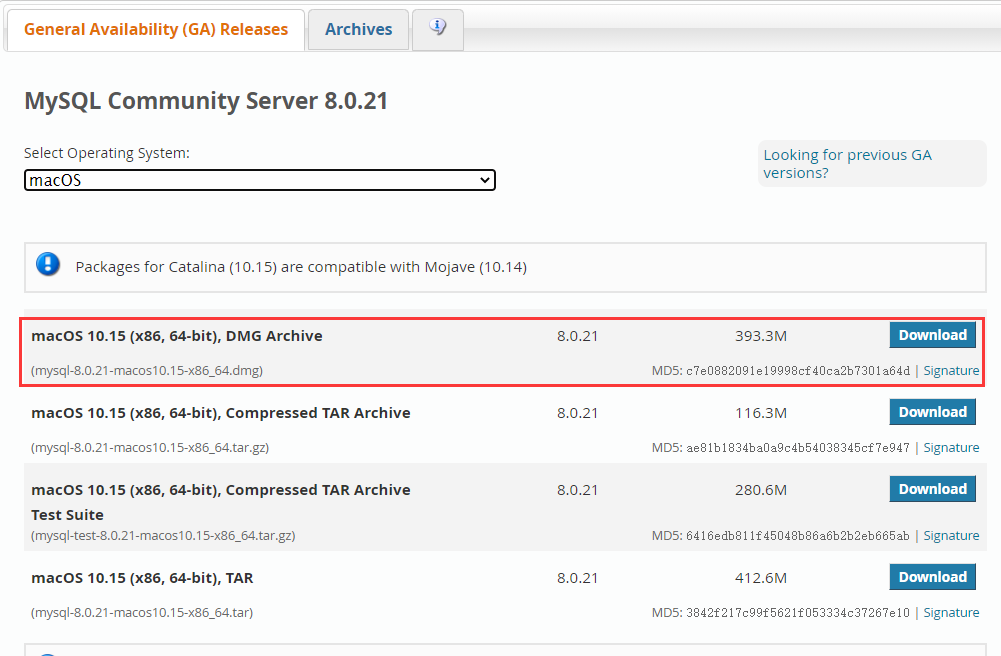 General Availability (GA) Releases
Archives
MySQL Community Server 8.0.21
Select Operating System:
macOS
Looking for previous GA
versions?
Packages for Catalina (10.15) are compatible with Mojave (10.14)
macOS 10.15 (x86, 64-bit), DMG Archive 8.0.21 393.3M Download
(mysql-8.0.21-macos10.15-x86_64.dmg) MD5: c7e0882091e19998cf40ca2b7301a64d | Signature
macOS 10.15 (x86, 64-bit), Compressed TAR Archive 8.0.21 116.3M Download
(mysql-8.0.21-macos10.15-x86_64.tar.gz) MD5: ae81b1834ba0a9c4b54038345cf7e947 | Signature
macOS 10.15 (x86, 64-bit), Compressed TAR Archive 8.0.21 280.6M Download
Test Suite
(mysql-test-8.0.21-macos10.15-x86_64.tar.gz) MD5: 6416edb811f45048b86a6b2b2eb665ab | Signature
macOS 10.15 (x86, 64-bit), TAR 8.0.21 412.6M Download
(mysql-8.0.21-macos10.15-x86_64.tar) MD5: 3842f217c99f5621f053334c37267e10 | Signature